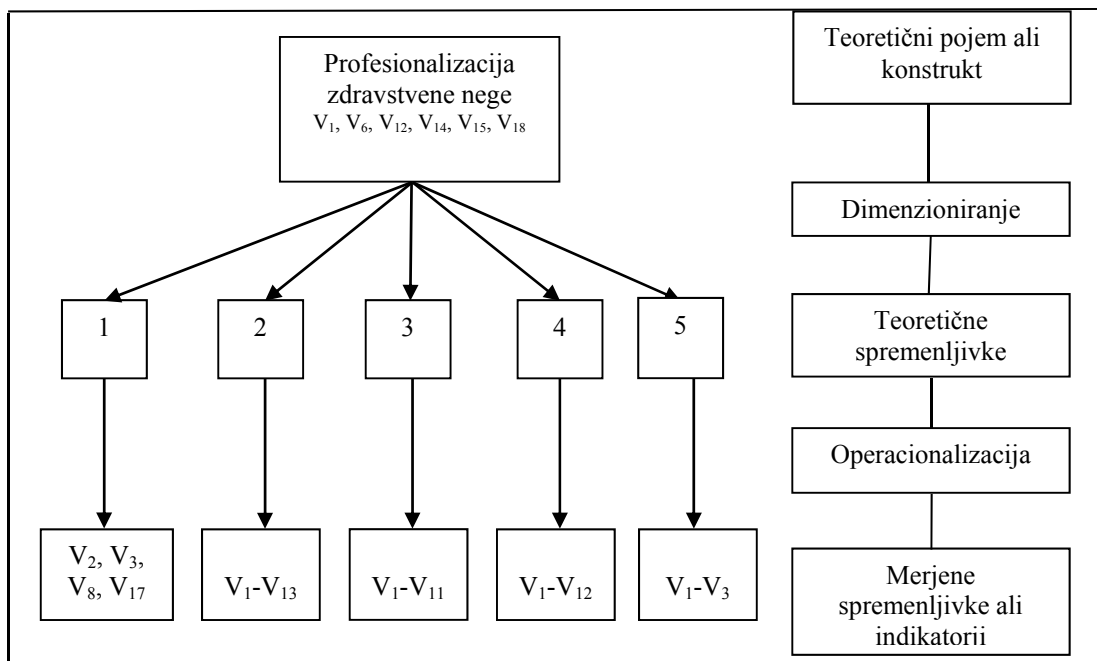 Profesionalizacija
zdravstvene nege
V₁, V₆, V₁₂, V₁₄, V₁₅, V₁₈
1
2
3
4
5
V₂, V₃,
V₈, V₁₇
V₁-V₁₃
V₁-V₁₁
V₁-V₁₂
V₁-V₃
Teoretični pojem ali
konstrukt
Dimenzioniranje
Teoretične
spremenljivke
Operacionalizacija
Merjene
spremenljivke ali
indikatorii